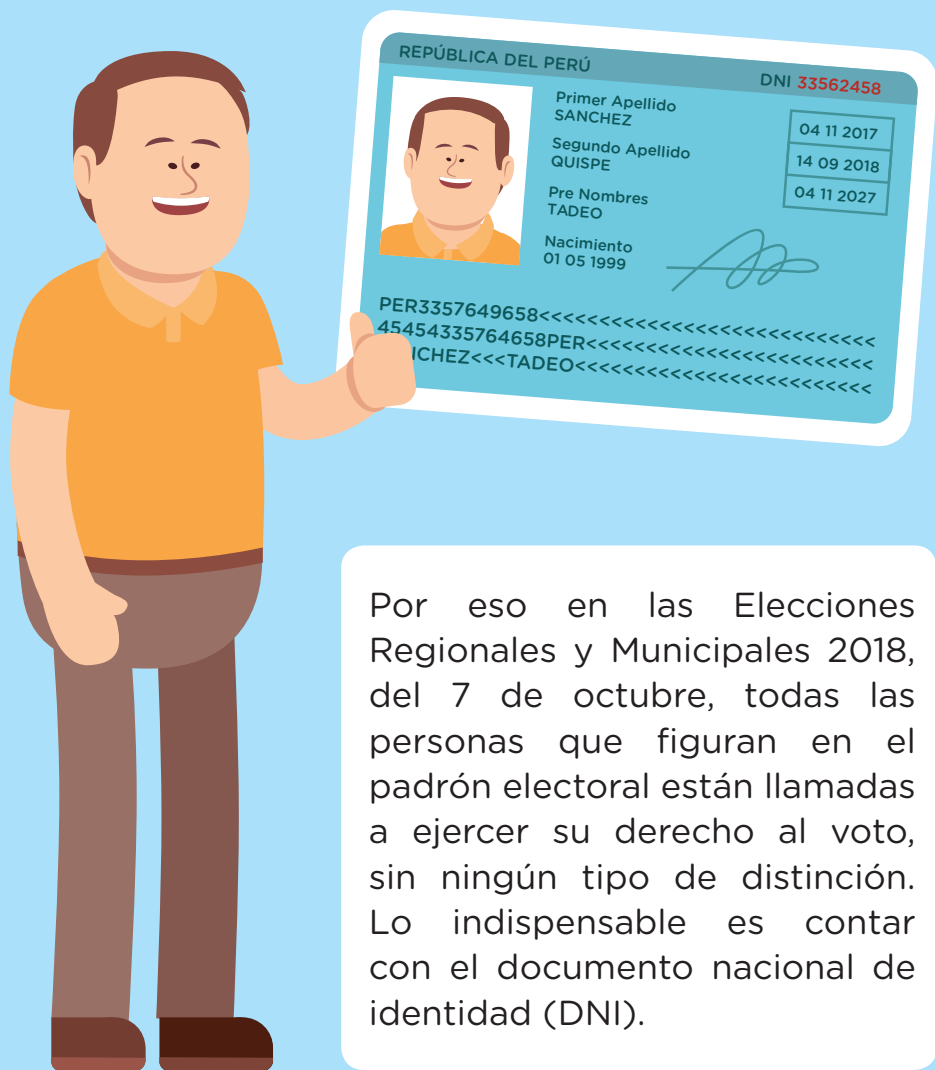 REPÚBLICA DEL PERÚ
DNI 33562458
Primer Apellido
SANCHEZ
Segundo Apellido
QUISPE
Pre Nombres
TADEO
Nacimiento
01 05 1999
04 11 2017
14 09 2018
04 11 2027
PER3357649658<<<<<<<<<<<<<<<<<<<<<<<<<<<<
45454335764658PER<<<<<<<<<<<<<<<<<<<<<<<<
CHEZ<<<TADEO<<<<<<<<<<<<<<<<<<<<<<<<<
Por eso en las Elecciones
Regionales y Municipales 2018,
del 7 de octubre, todas las
personas que figuran en el
padrón electoral están llamadas
a ejercer su derecho al voto,
sin ningún tipo de distinción.
Lo indispensable es contar
con el documento nacional de
identidad (DNI).